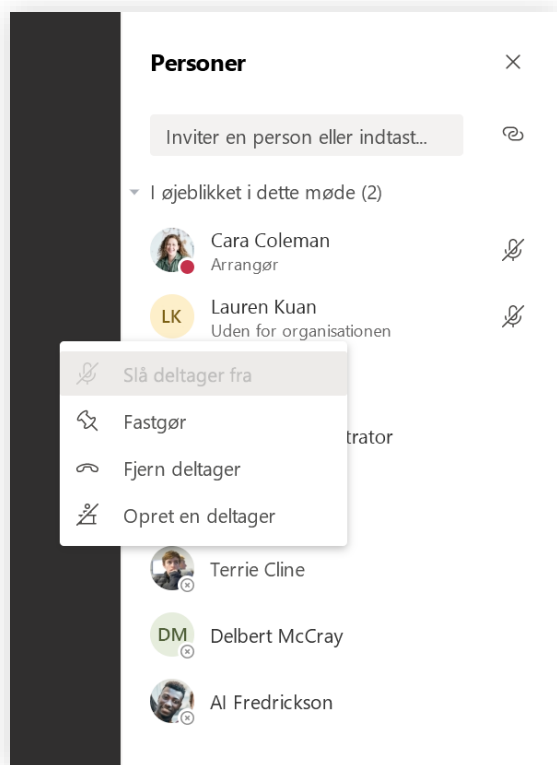 Personer
Inviter en person eller indtast...
I øjeblikket i dette møde (2)
Cara Coleman
Arrangør
LK
Lauren Kuan
Uden for organisationen
Slå deltager fra
Fastgør
trator
Fjern deltager
Opret en deltager
Terrie Cline
DM
Delbert McCray
AI Fredrickson